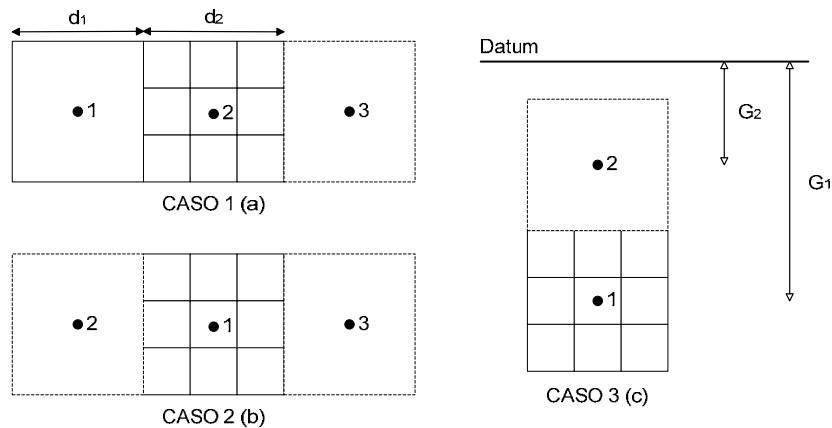 d1 d2
1 2 3
CASO 1 (a)
2 1 3
CASO 2 (b)
Datum
G2
G1
2
1
CASO 3 (c)